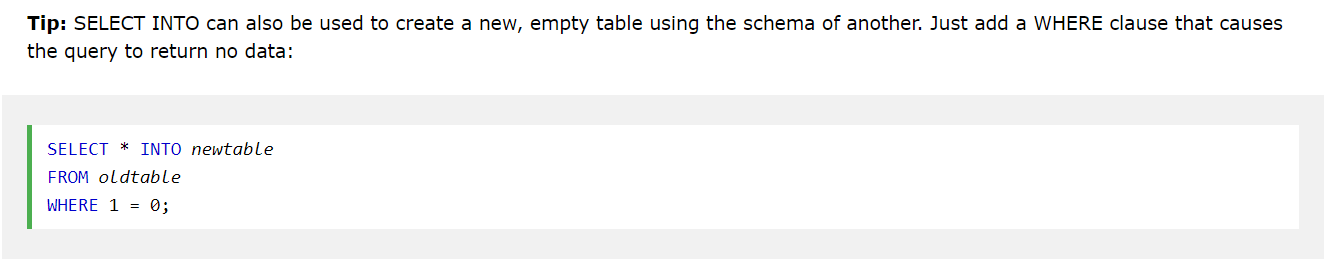 Tip: SELECT INTO can also be used to create a new, empty table using the schema of another. Just add a WHERE clause that causes
the query to return no data:
SELECT * INTO newtable
FROM oldtable
WHERE 1 = 0;